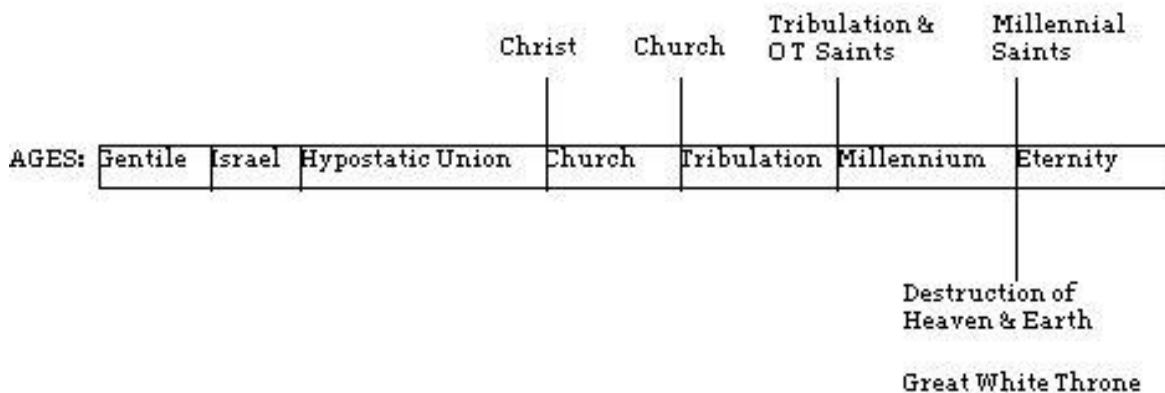 Christ
Church
Tribulation &
OT Saints
Millennial
Saints
AGES: Gentile Israel Hypostatic Union Church Tribulation Millennium Eternity
Destruction of
Heaven & Earth
Great White Throne